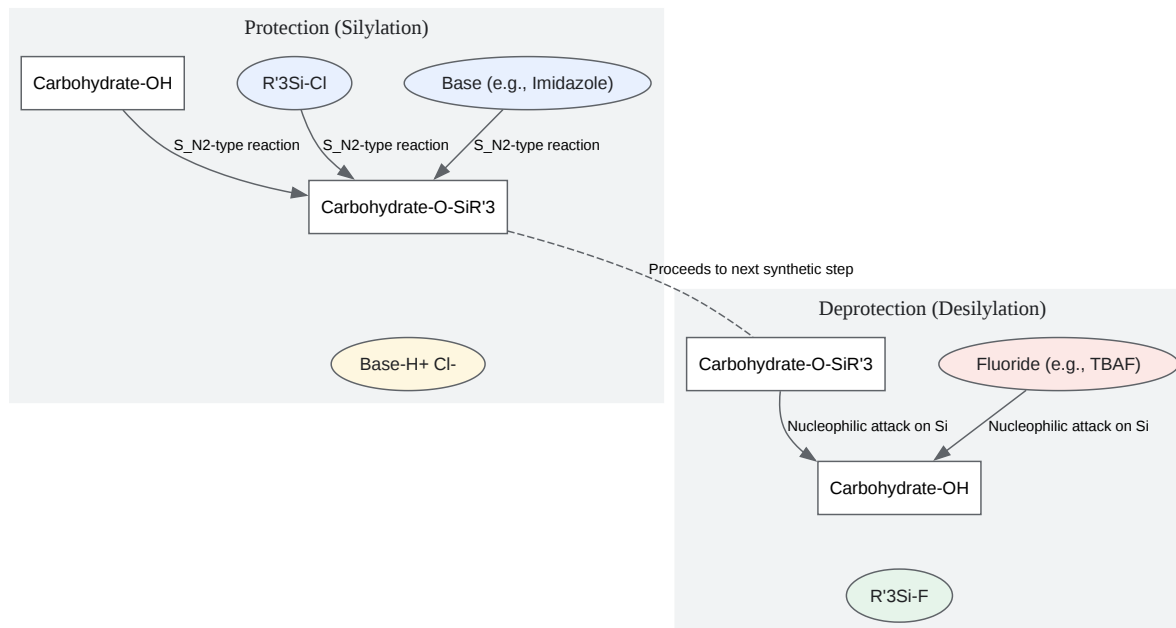 Protection (Silylation)
Carbohydrate-OH
R'3Si-Cl
Base (e.g., Imidazole)
S_N2-type reaction
S_N2-type reaction
S_N2-type reaction
Carbohydrate-O-SiR'3
Proceeds to next synthetic step
Deprotection (Desilylation)
Base-H+ Cl-
Carbohydrate-O-SiR'3
Fluoride (e.g., TBAF)
Nucleophilic attack on Si
Nucleophilic attack on Si
Carbohydrate-OH
R'3Si-F